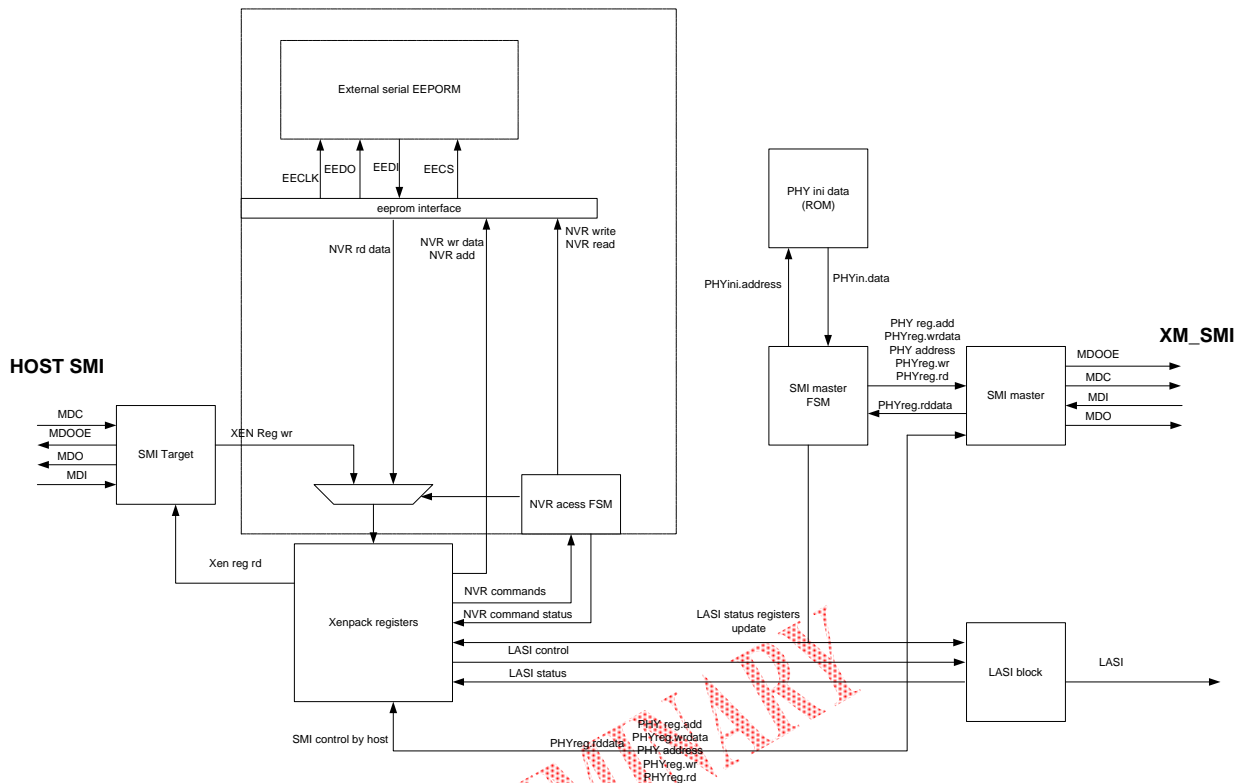 External serial EEPORM
EECLK
EEDO
EEDI
EECS
eeprom interface
NVR rd data
NVR wr data
NVR add
NVR write
NVR read
PHY ini data
(ROM)
PHYini.address
PHYin.data
HOST SMI
XM_SMI
MDC
MDOOE
MDO
MDI
SMI Target
XEN Reg wr
PHY reg.add
PHYreg.wrdata
PHY address
PHYreg.wr
PHYreg.rd
SMI master
FSM
PHYreg.rddata
SMI master
MDOOE
MDC
MDI
MDO
NVR acess FSM
Xen reg rd
Xenpack registers
NVR commands
NVR command status
LASI status registers
update
LASI control
LASI status
LASI block
LASI
SMI control by host
PHYreg.rddata
PHY reg.add
PHYreg.wrdata
PHY address
PHYreg.wr
PHYreg.rd
MINARY